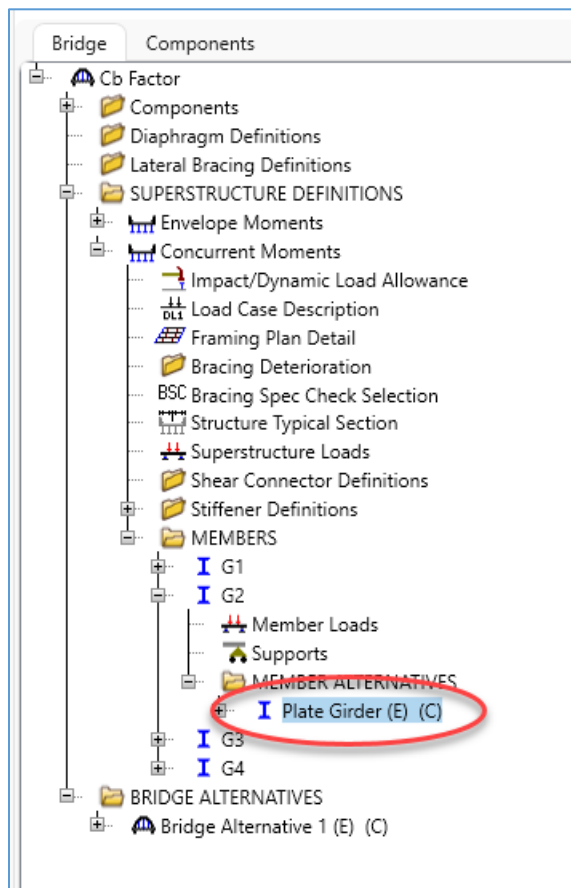 Bridge Components
Cb Factor
Components
Diaphragm Definitions
Lateral Bracing Definitions
SUPERSTRUCTURE DEFINITIONS
Envelope Moments
Concurrent Moments
Impact/Dynamic Load Allowance
DL1 Load Case Description
Framing Plan Detail
Bracing Deterioration
BSC Bracing Spec Check Selection
Structure Typical Section
Superstructure Loads
Shear Connector Definitions
Stiffener Definitions
MEMBERS
G1
G2
Member Loads
Supports
MEMBER ALTERNATIVES
Plate Girder (E) (C)
G3
G4
BRIDGE ALTERNATIVES
Bridge Alternative 1 (E) (C)